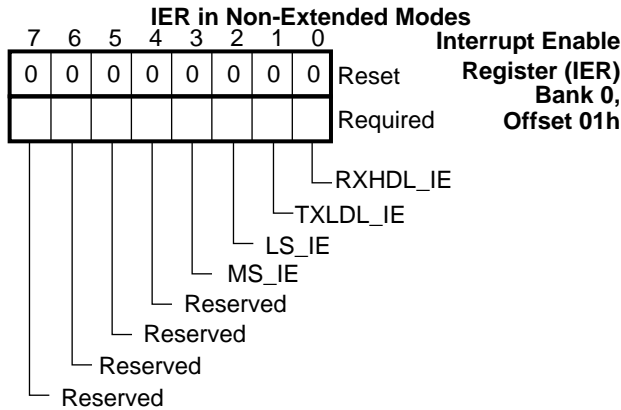 IER in Non-Extended Modes
7 6 5 4 3 2 1 0
Interrupt Enable
Register (IER)
Bank 0,
Offset 01h
0 0 0 0 0 0 0 0 Reset
Required
RXHDL_IE
TXLDL_IE
LS_IE
MS_IE
Reserved
Reserved
Reserved
Reserved